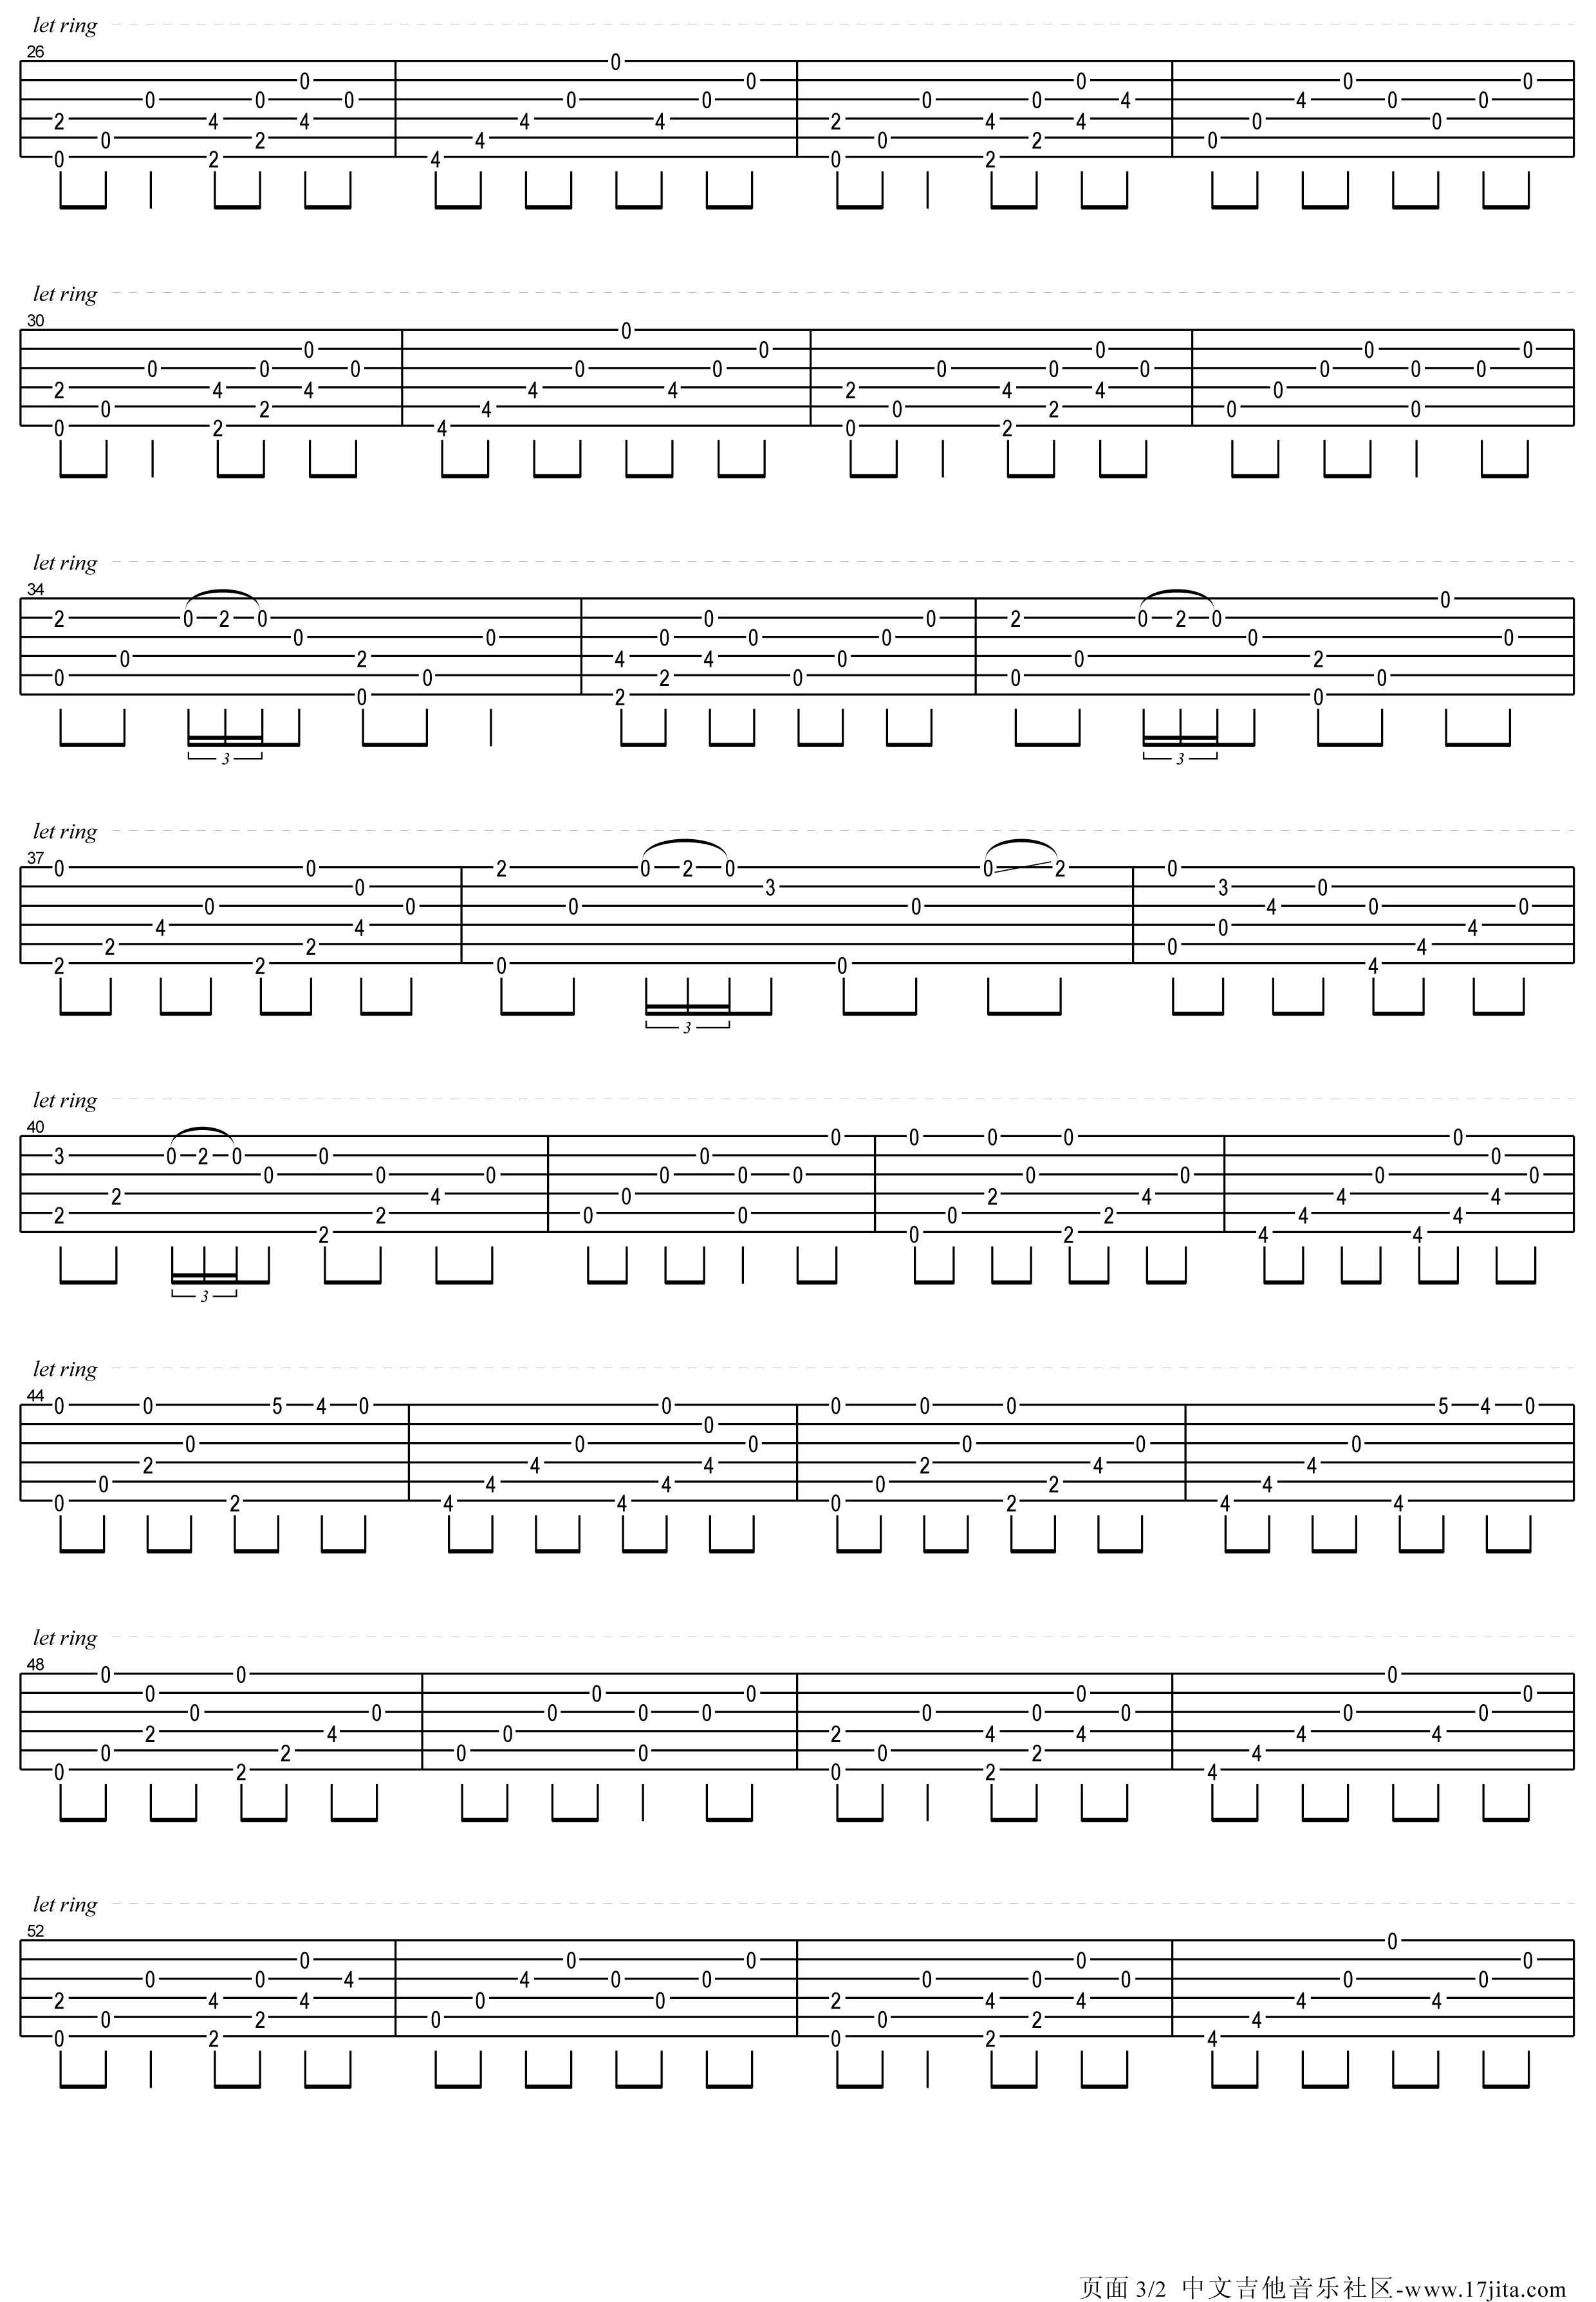 let ring
26
let ring
30
let ring
34
3
3
let ring
37
3
let ring
40
3
let ring
44
let ring
48
let ring
52
页面 3/2 中文吉他音乐社区-www.17jita.com